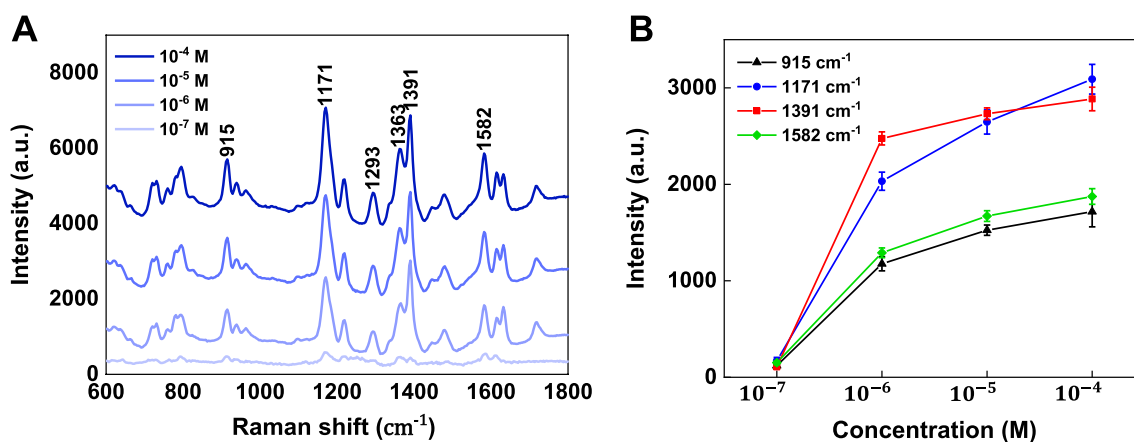 A
10⁻⁴ M
10⁻⁵ M
10⁻⁶ M
10⁻⁷ M
915
1171
1293
1363
1391
1582
8000
6000
4000
2000
0
600 800 1000 1200 1400 1600 1800
Intensity (a.u.)
Raman shift (cm⁻¹)
B
915 cm⁻¹
1171 cm⁻¹
1391 cm⁻¹
1582 cm⁻¹
3000
2000
1000
0
10⁻⁷ 10⁻⁶ 10⁻⁵ 10⁻⁴
Intensity (a.u.)
Concentration (M)